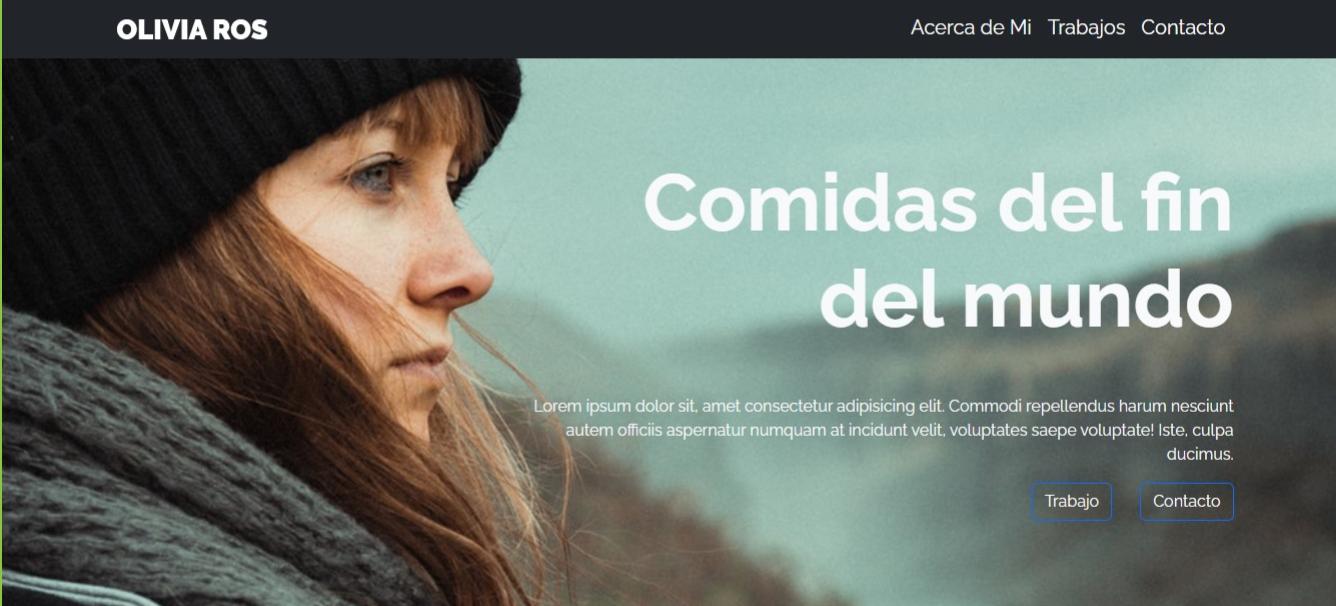 OLIVIA ROS
Acerca de Mi Trabajos Contacto
Comidas del fin
del mundo
Lorem ipsum dolor sit, amet consectetur adipisicing elit. Commodi repellendus harum nesciunt
autem officiis aspernatur numquam at incidunt velit, voluptates saepe voluptate! Iste, culpa
ducimus.
Trabajo Contacto